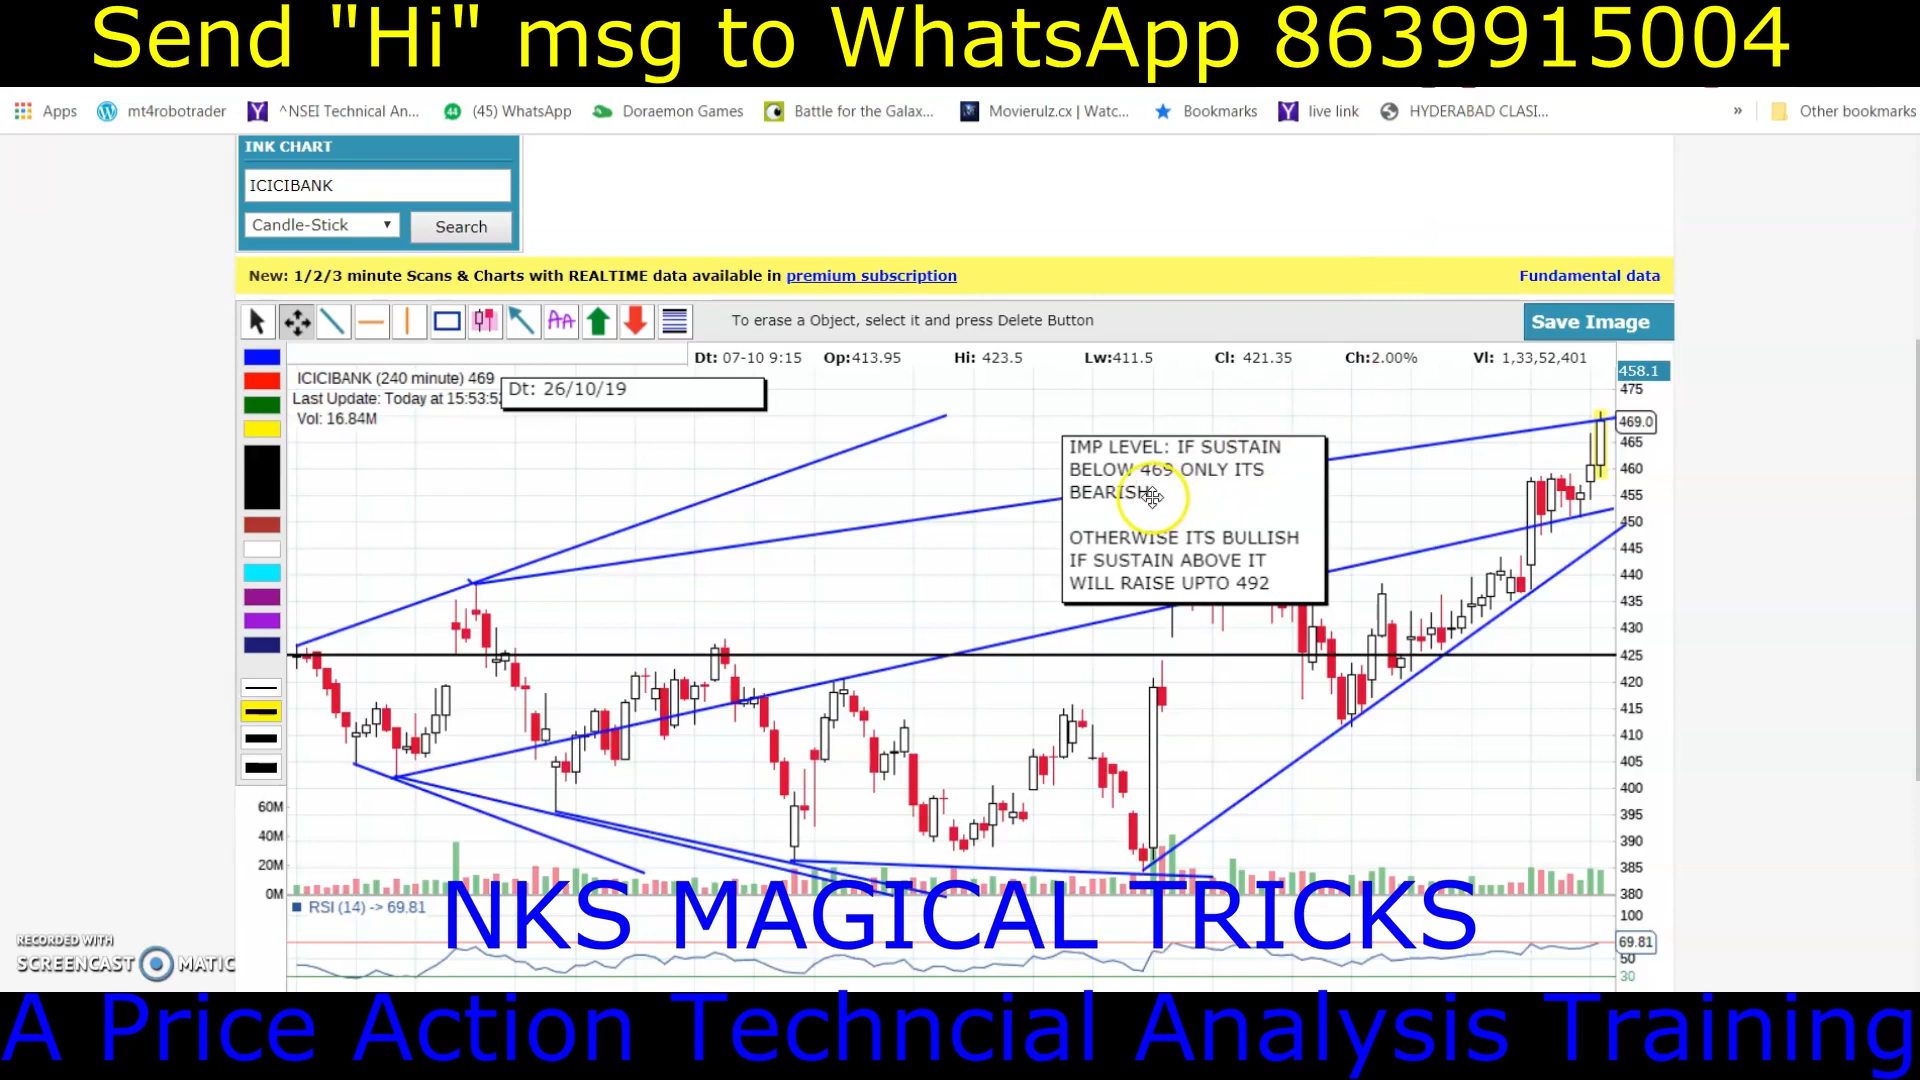 Send "Hi" msg to WhatsApp 8639915004
Apps mt4robotrader ^NSEI Technical An... (45) WhatsApp Doraemon Games Battle for the Galax... Movierulz.cx | Watc... Bookmarks live link HYDERABAD CLASI... » Other bookmarks
INK CHART
ICICIBANK
Candle-Stick Search
New: 1/2/3 minute Scans & Charts with REALTIME data available in premium subscription Fundamental data
To erase a Object, select it and press Delete Button Save Image
Dt: 07-10 9:15 Op:413.95 Hi: 423.5 Lw:411.5 Cl: 421.35 Ch:2.00% Vl: 1,33,52,401
458.1
ICICIBANK (240 minute) 469
Last Update: Today at 15:53:52
Vol: 16.84M
Dt: 26/10/19
IMP LEVEL: IF SUSTAIN
BELOW 469 ONLY ITS
BEARISH
OTHERWISE ITS BULLISH
IF SUSTAIN ABOVE IT
WILL RAISE UPTO 492
475
469.0
465
460
455
450
445
440
435
430
425
420
415
410
405
400
395
390
385
380
60M
40M
20M
0M
RSI (14) -> 69.81
100
69.81
50
30
NKS MAGICAL TRICKS
RECORDED WITH
SCREENCAST MATIC
A Price Action Techncial Analysis Training